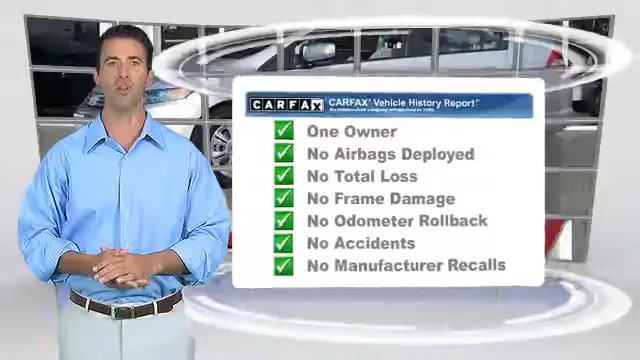 CARFAX CARFAX Vehicle History Report™
One Owner
No Airbags Deployed
No Total Loss
No Frame Damage
No Odometer Rollback
No Accidents
No Manufacturer Recalls